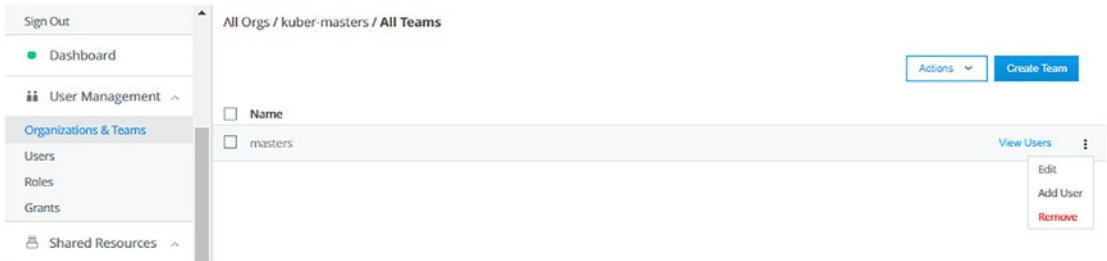 Sign Out
Dashboard
User Management
Organizations & Teams
Users
Roles
Grants
Shared Resources
All Orgs / kuber-masters / All Teams
Actions
Create Team
Name
masters
View Users
Edit
Add User
Remove